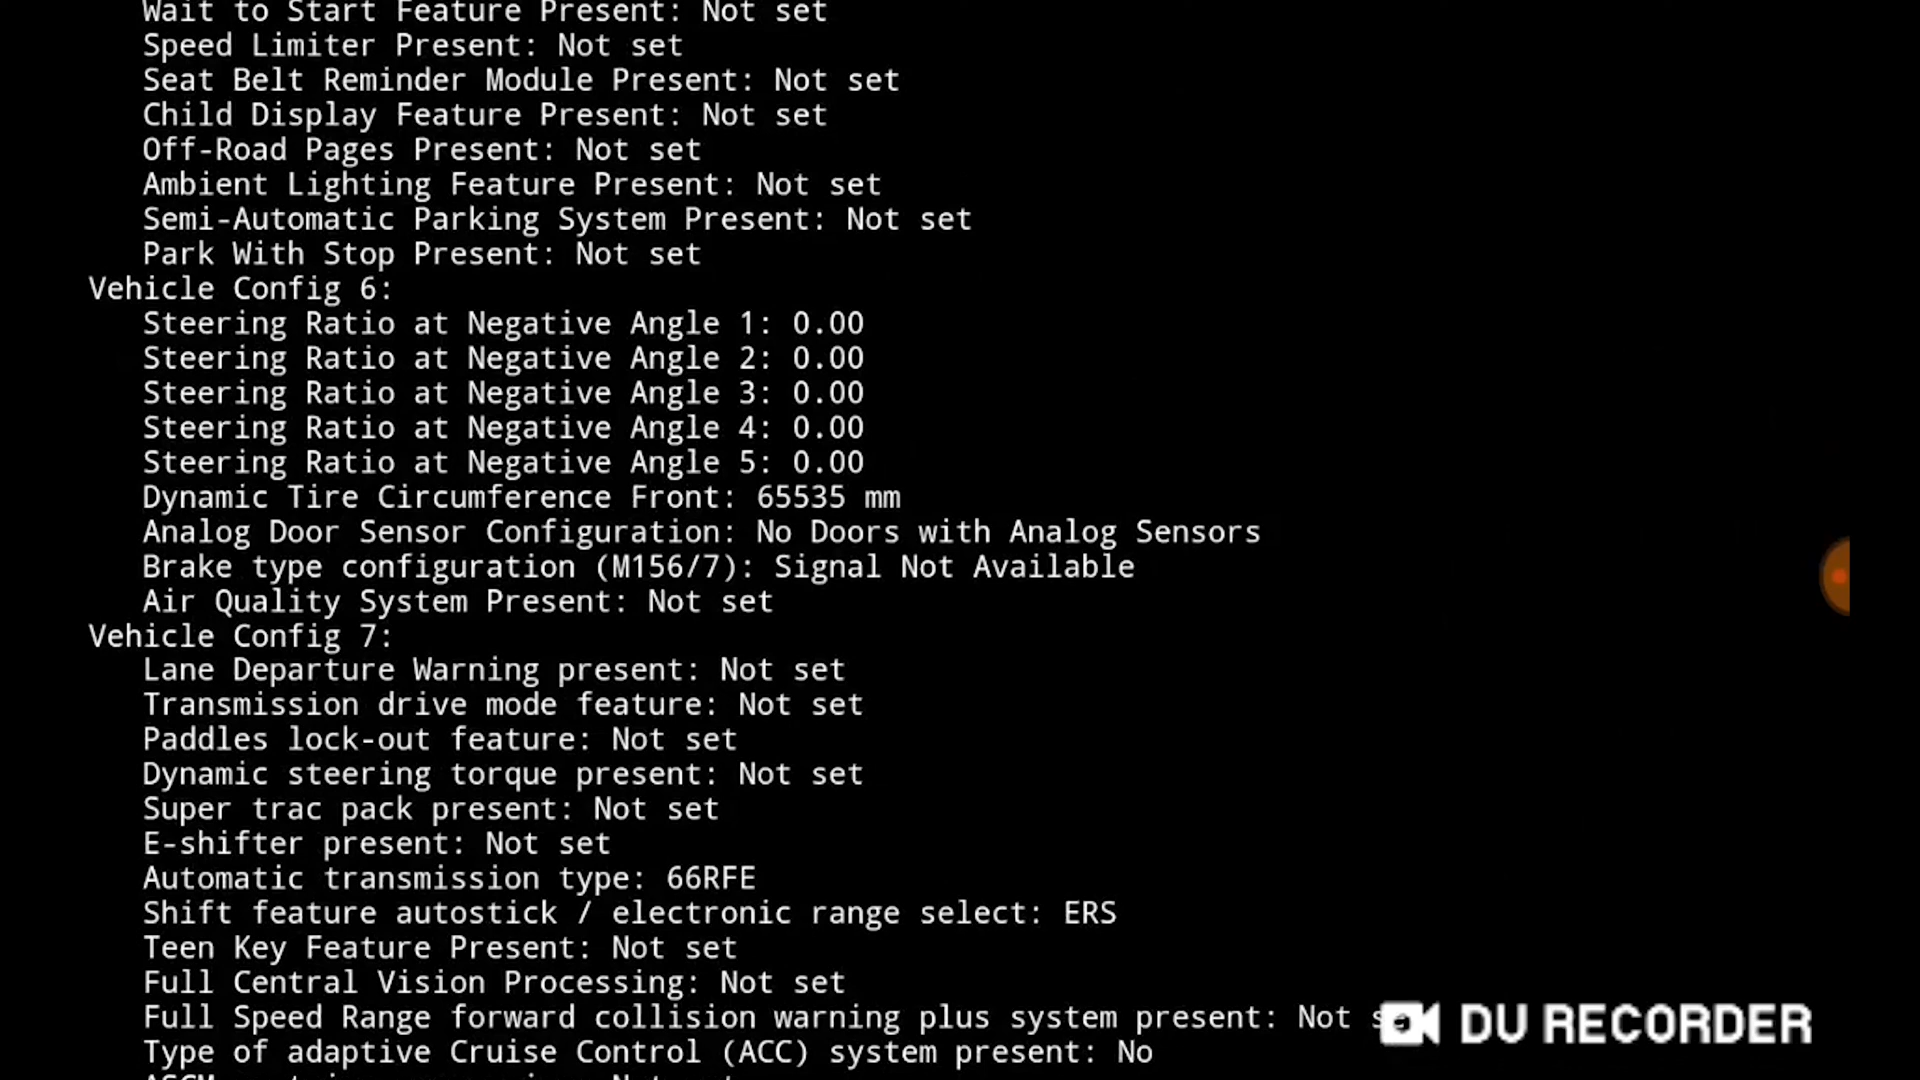 Wait to Start Feature Present: Not set
Speed Limiter Present: Not set
Seat Belt Reminder Module Present: Not set
Child Display Feature Present: Not set
Off-Road Pages Present: Not set
Ambient Lighting Feature Present: Not set
Semi-Automatic Parking System Present: Not set
Park With Stop Present: Not set
Vehicle Config 6:
Steering Ratio at Negative Angle 1: 0.00
Steering Ratio at Negative Angle 2: 0.00
Steering Ratio at Negative Angle 3: 0.00
Steering Ratio at Negative Angle 4: 0.00
Steering Ratio at Negative Angle 5: 0.00
Dynamic Tire Circumference Front: 65535 mm
Analog Door Sensor Configuration: No Doors with Analog Sensors
Brake type configuration (M156/7): Signal Not Available
Air Quality System Present: Not set
Vehicle Config 7:
Lane Departure Warning present: Not set
Transmission drive mode feature: Not set
Paddles lock-out feature: Not set
Dynamic steering torque present: Not set
Super trac pack present: Not set
E-shifter present: Not set
Automatic transmission type: 66RFE
Shift feature autostick / electronic range select: ERS
Teen Key Feature Present: Not set
Full Central Vision Processing: Not set
Full Speed Range forward collision warning plus system present: Not
DU RECORDER
Type of adaptive Cruise Control (ACC) system present: No